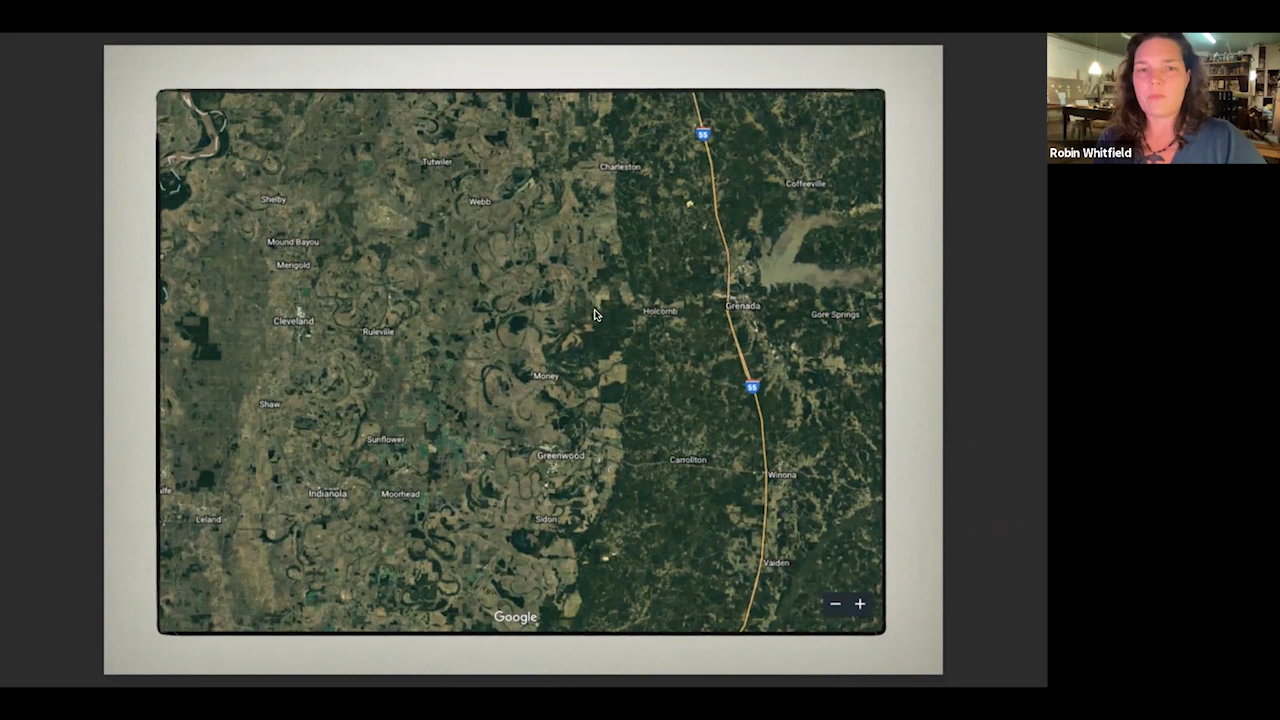 55
Tutwiler
Charleston
Coffeeville
Shelby
Webb
Mound Bayou
Merigold
Cleveland
Ruleville
Holcomb
Grenada
Gore Springs
Money
55
Shaw
Sunflower
Greenwood
Carrollton
Winona
Indianola
Moorhead
Leland
Sidon
Vaiden
Google
Robin Whitfield